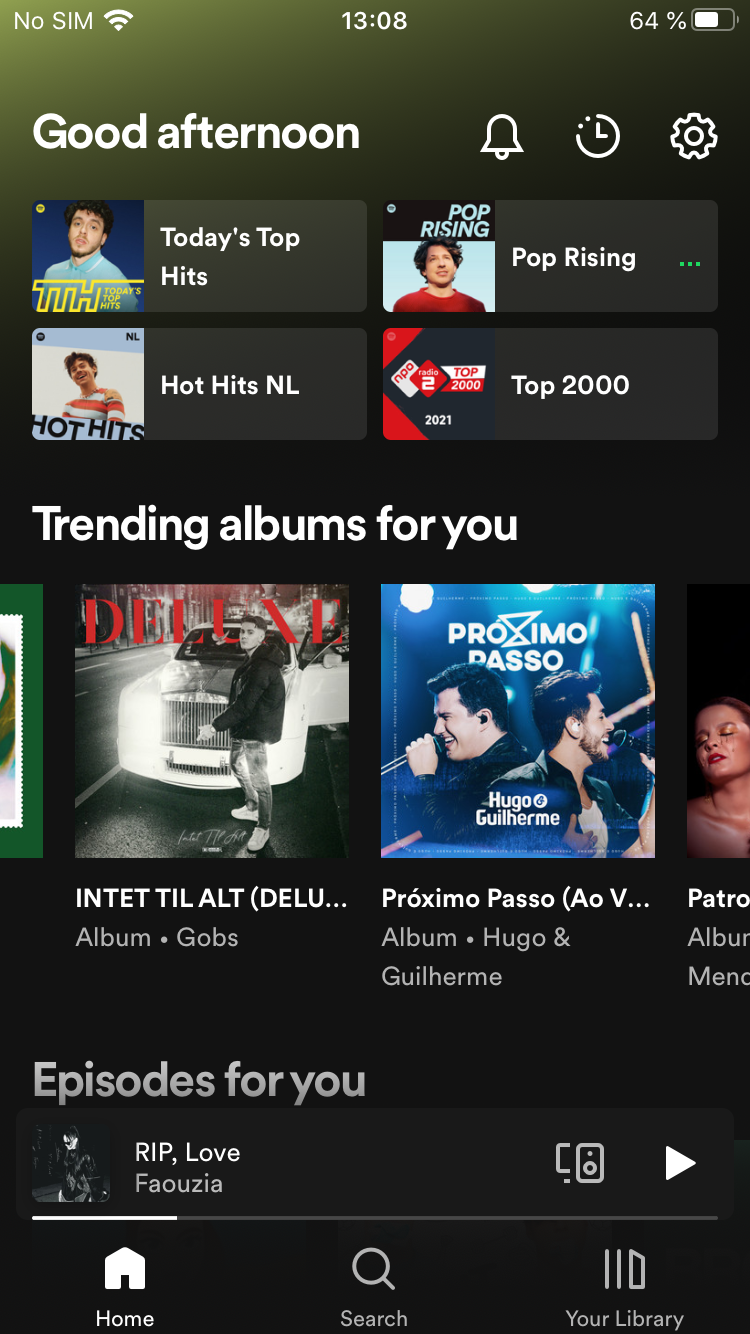 No SIM
13:08
64 %
Good afternoon
TTH TODAY'S
TOP
HITS
Today's Top
Hits
POP
RISING
Pop Rising
...
NL
HOT HITS
Hot Hits NL
npo radio 2 TOP 2000
2021
Top 2000
Trending albums for you
DELUXE
Intet Til Alt
PRÓXIMO
PASSO
Hugo &
Guilherme
INTET TIL ALT (DELU...
Album • Gobs
Próximo Passo (Ao V...
Album • Hugo &
Guilherme
Patro
Albur
Menc
Episodes for you
RIP, Love
Faouzia
Home
Search
Your Library